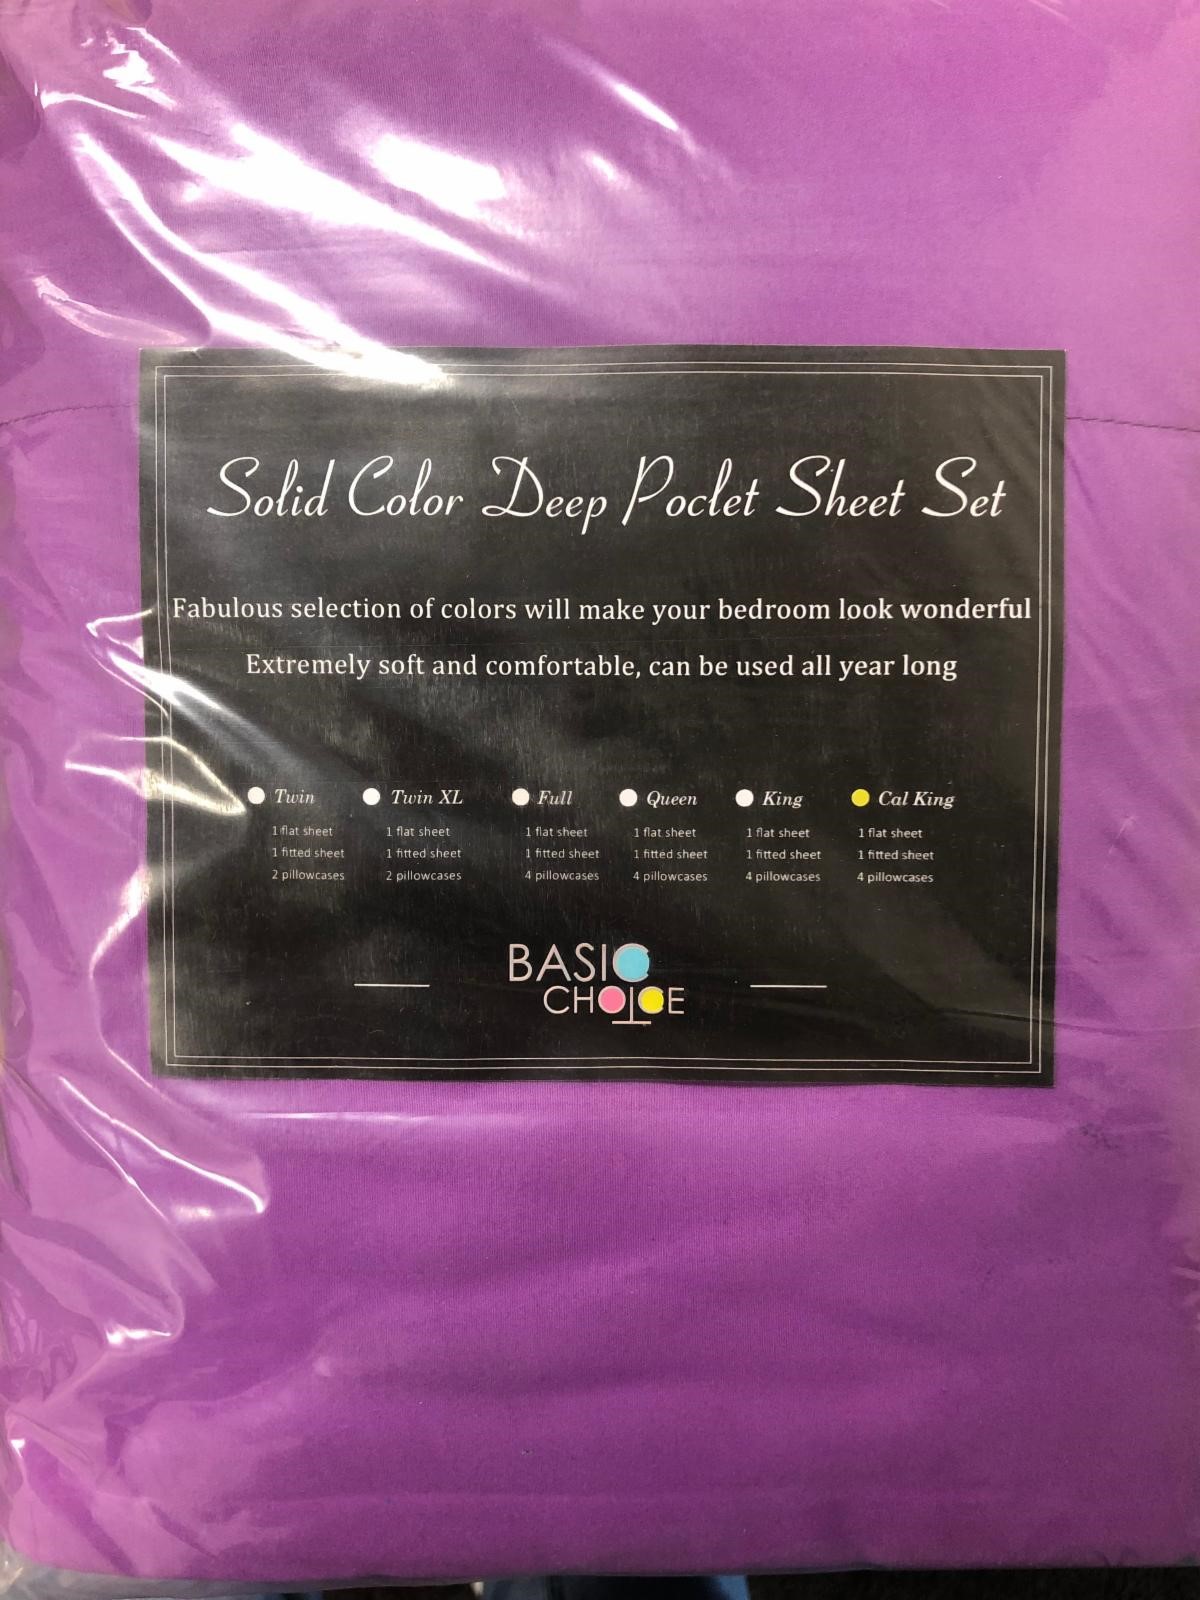 Solid Color Deep Poclet Sheet Set
Fabulous selection of colors will make your bedroom look wonderful
Extremely soft and comfortable, can be used all year long
Twin Twin XL Full Queen King Cal King
1 flat sheet 1 flat sheet 1 flat sheet 1 flat sheet 1 flat sheet 1 flat sheet
1 fitted sheet 1 fitted sheet 1 fitted sheet 1 fitted sheet 1 fitted sheet 1 fitted sheet
2 pillowcases 2 pillowcases 4 pillowcases 4 pillowcases 4 pillowcases 4 pillowcases
BASIC
CHOICE